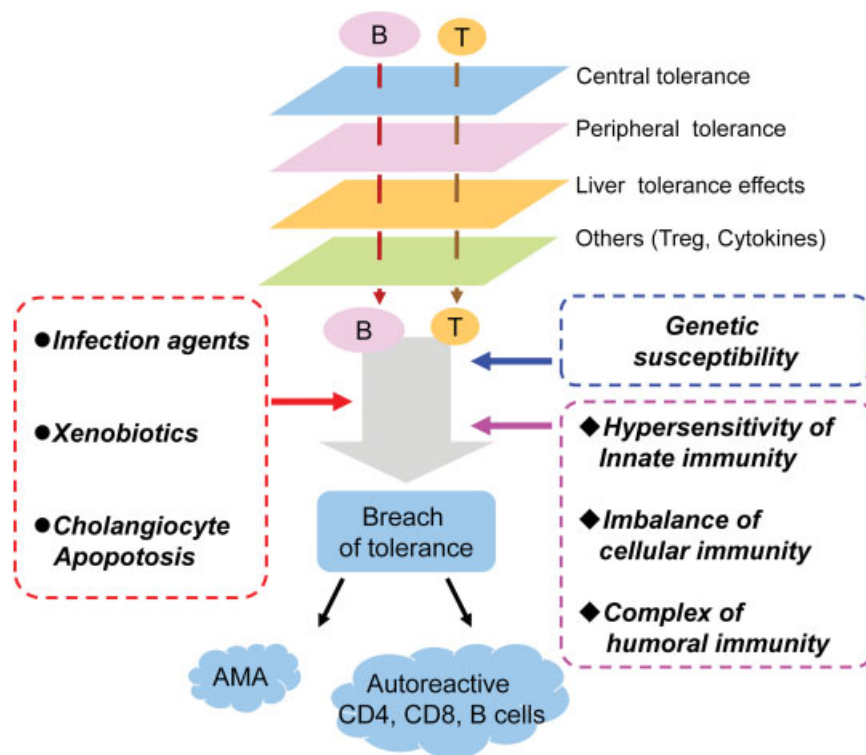 B
T
Central tolerance
Peripheral tolerance
Liver tolerance effects
Others (Treg, Cytokines)
B
T
●Infection agents
●Xenobiotics
●Cholangiocyte
Apopotosis
Genetic
susceptibility
◆Hypersensitivity of
Innate immunity
◆Imbalance of
cellular immunity
◆Complex of
humoral immunity
Breach
of tolerance
AMA
Autoreactive
CD4, CD8, B cells